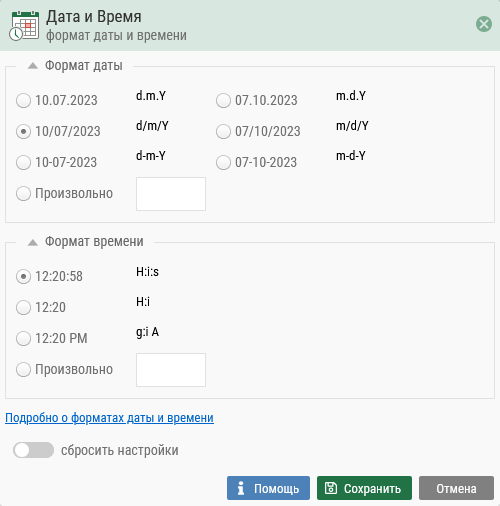 Дата и Время
формат даты и времени
Формат даты
10.07.2023 d.m.Y 07.10.2023 m.d.Y
10/07/2023 d/m/Y 07/10/2023 m/d/Y
10-07-2023 d-m-Y 07-10-2023 m-d-Y
Произвольно
Формат времени
12:20:58 H:i:s
12:20 H:i
12:20 PM g:i A
Произвольно
Подробно о форматах даты и времени
сбросить настройки
Помощь Сохранить Отмена